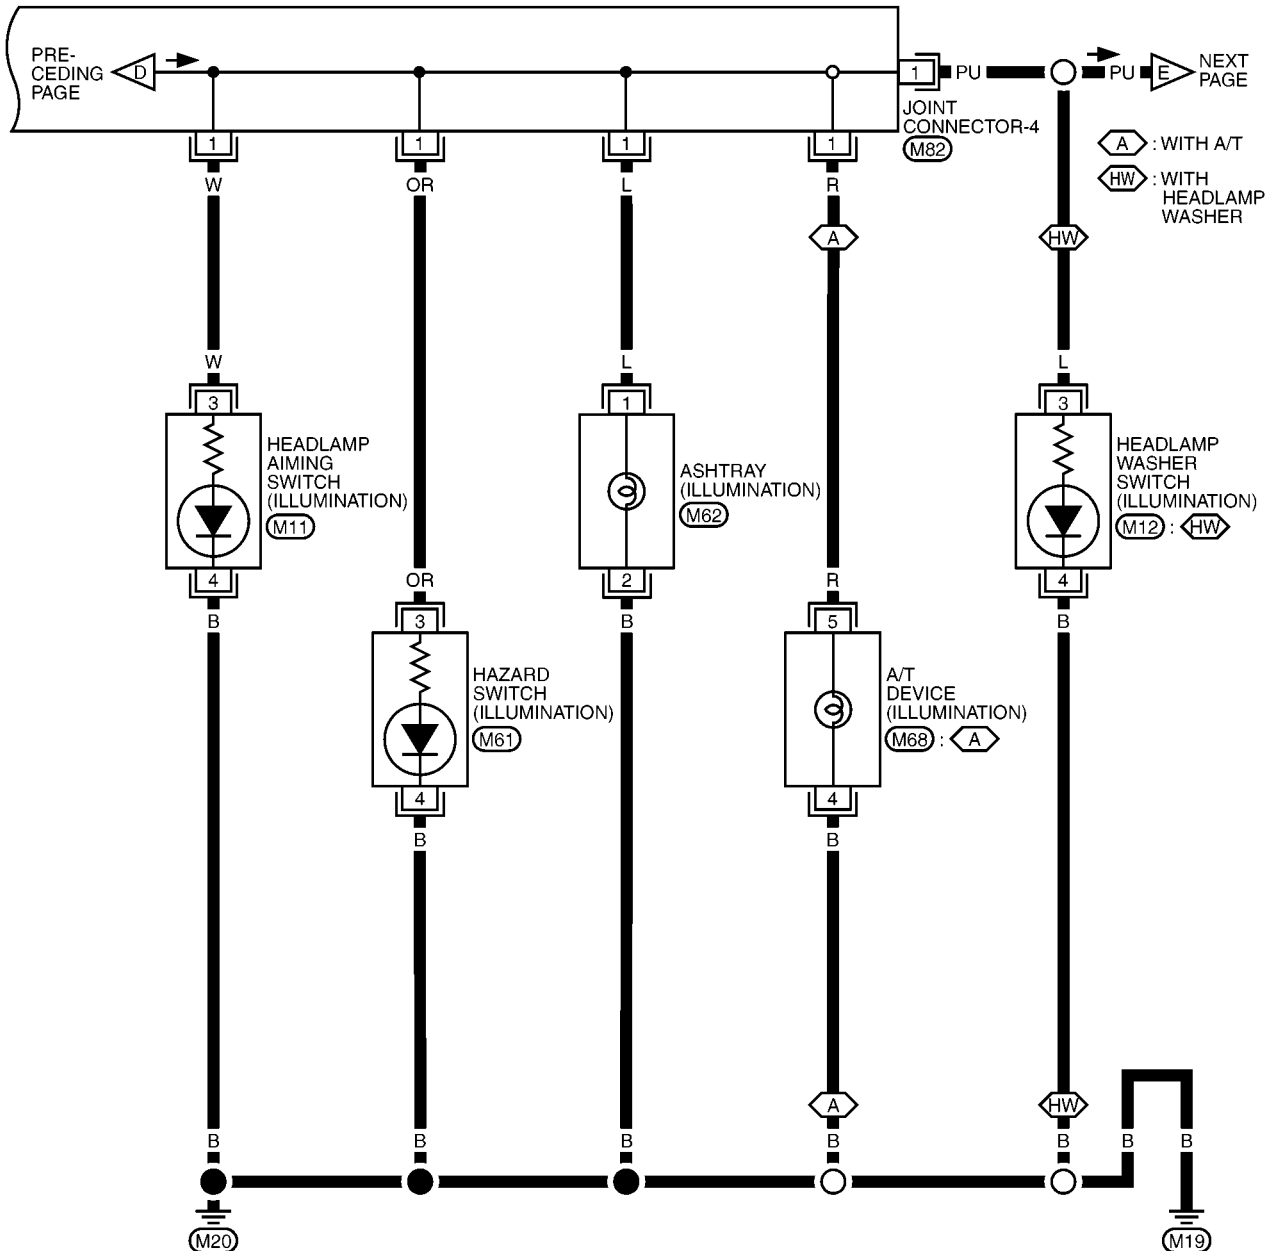 PRE-
CEDING
PAGE
D
1
PU
PU
E
NEXT
PAGE
JOINT
CONNECTOR-4
M82
A : WITH A/T
HW : WITH
HEADLAMP
WASHER
1
1
1
1
W
OR
L
R
A
HW
W
L
L
3
1
3
HEADLAMP
AIMING
SWITCH
(ILLUMINATION)
M11
ASHTRAY
(ILLUMINATION)
M62
HEADLAMP
WASHER
SWITCH
(ILLUMINATION)
M12 : HW
4
OR
2
R
4
B
3
B
5
B
HAZARD
SWITCH
(ILLUMINATION)
M61
A/T
DEVICE
(ILLUMINATION)
M68 : A
4
4
B
B
A
HW
B
B
B
B
B
B
B
M20
M19